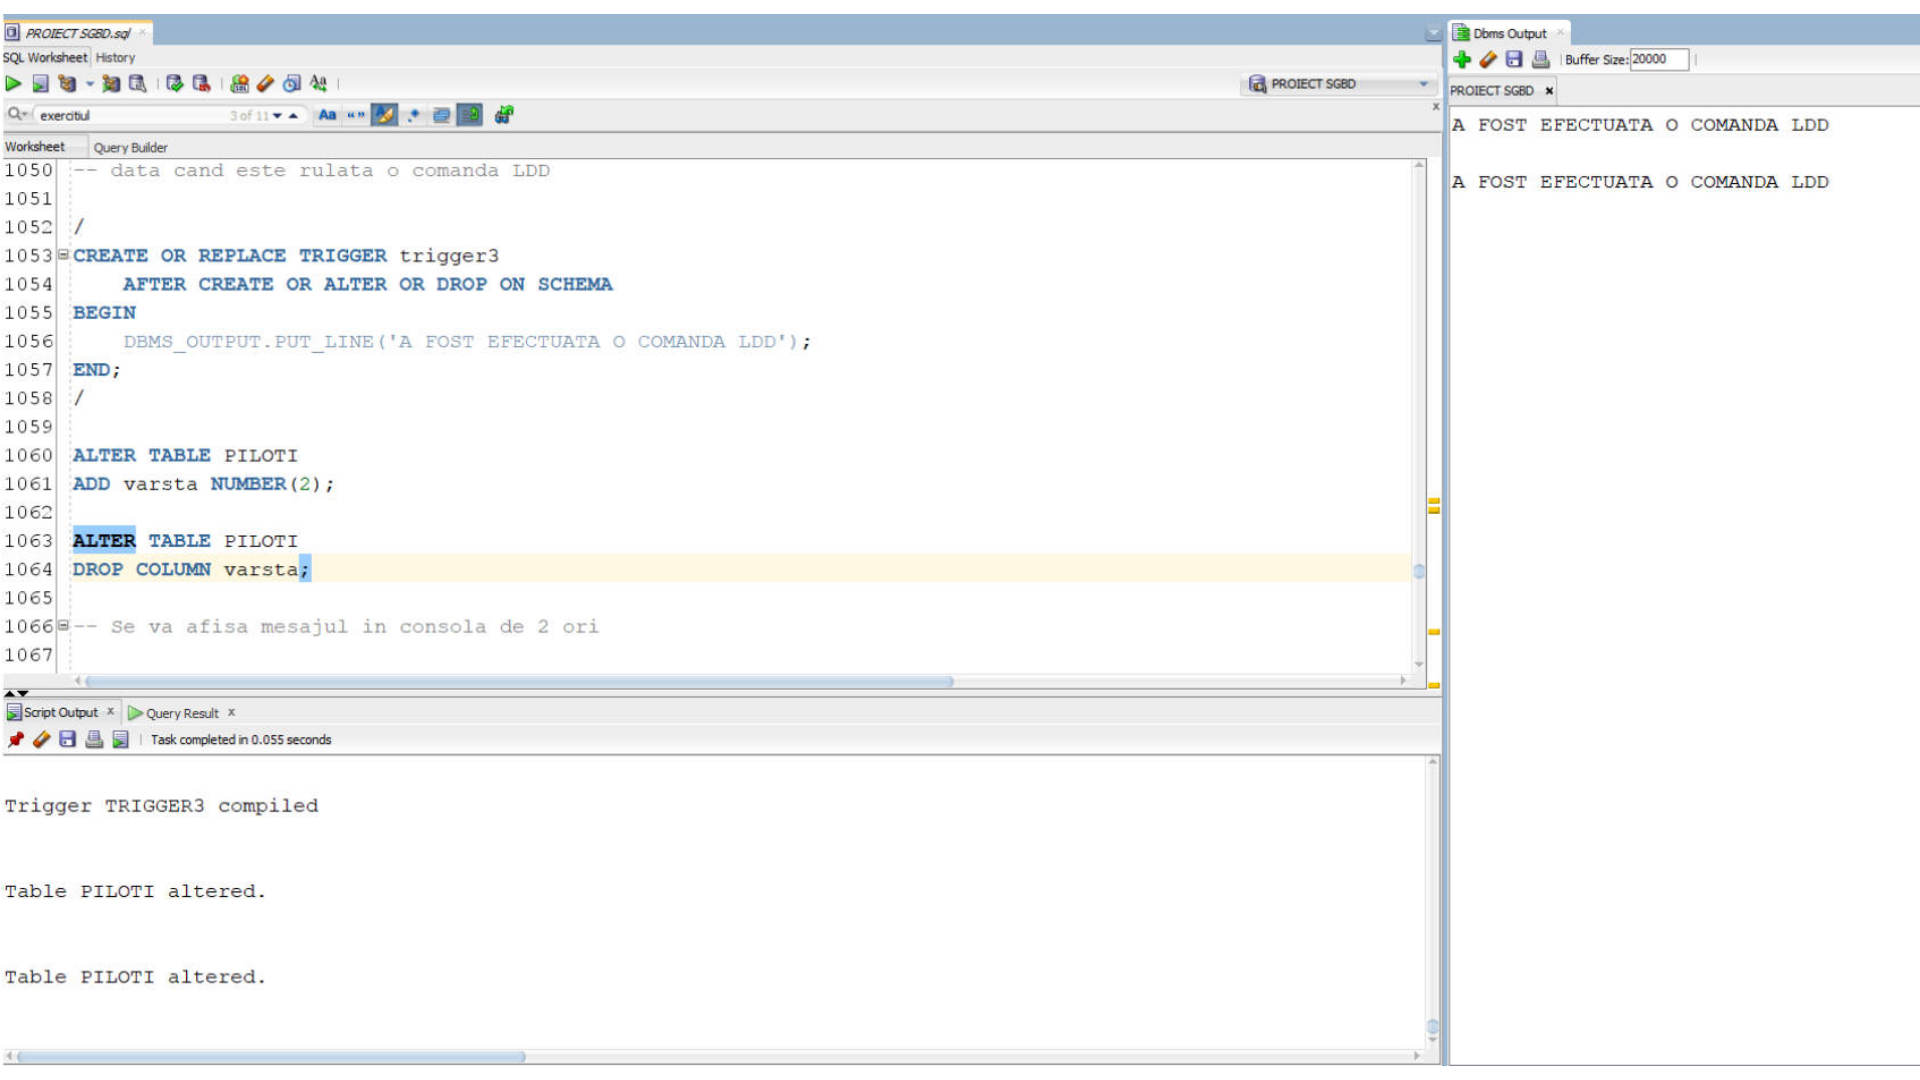 PROIECT SGBD.sql
SQL Worksheet History
PROIECT SGBD
exercitiul 3 of 11 Aa “”
Worksheet Query Builder
1050 -- data cand este rulata o comanda LDD
1051
1052 /
1053 CREATE OR REPLACE TRIGGER trigger3
1054 AFTER CREATE OR ALTER OR DROP ON SCHEMA
1055 BEGIN
1056 DBMS_OUTPUT.PUT_LINE('A FOST EFECTUATA O COMANDA LDD');
1057 END;
1058 /
1059
1060 ALTER TABLE PILOTI
1061 ADD varsta NUMBER(2);
1062
1063 ALTER TABLE PILOTI
1064 DROP COLUMN varsta;
1065
1066 -- Se va afisa mesajul in consola de 2 ori
1067
Script Output x Query Result x
Task completed in 0.055 seconds
Trigger TRIGGER3 compiled
Table PILOTI altered.
Table PILOTI altered.
Dbms Output
Buffer Size: 20000
PROIECT SGBD x
A FOST EFECTUATA O COMANDA LDD
A FOST EFECTUATA O COMANDA LDD